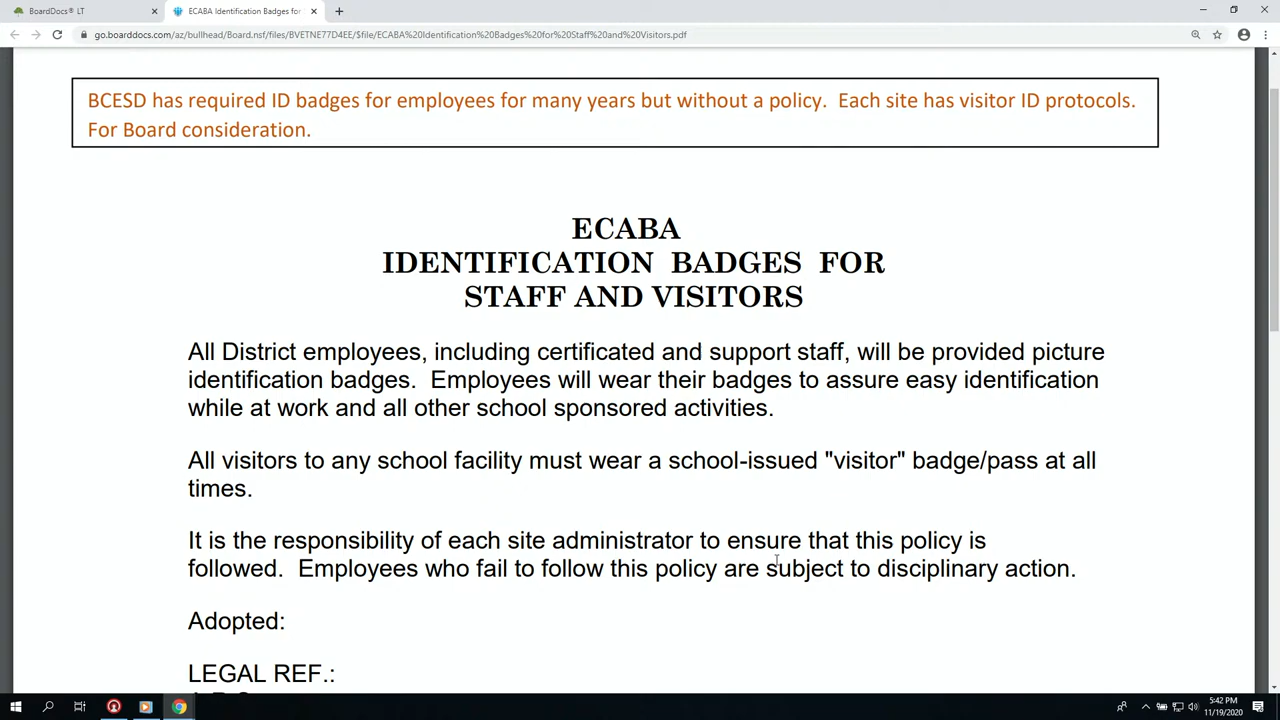 BoardDocs® LT
ECABA Identification Badges for
go.boarddocs.com/az/bullhead/Board.nsf/files/BVETNE77D4EE/$file/ECABA%20Identification%20Badges%20for%20Staff%20and%20Visitors.pdf
BCESD has required ID badges for employees for many years but without a policy.  Each site has visitor ID protocols.
For Board consideration.
ECABA
IDENTIFICATION BADGES FOR
STAFF AND VISITORS
All District employees, including certificated and support staff, will be provided picture
identification badges.  Employees will wear their badges to assure easy identification
while at work and all other school sponsored activities.
All visitors to any school facility must wear a school-issued "visitor" badge/pass at all
times.
It is the responsibility of each site administrator to ensure that this policy is
followed.  Employees who fail to follow this policy are subject to disciplinary action.
Adopted:
LEGAL REF.:
5:42 PM
11/19/2020